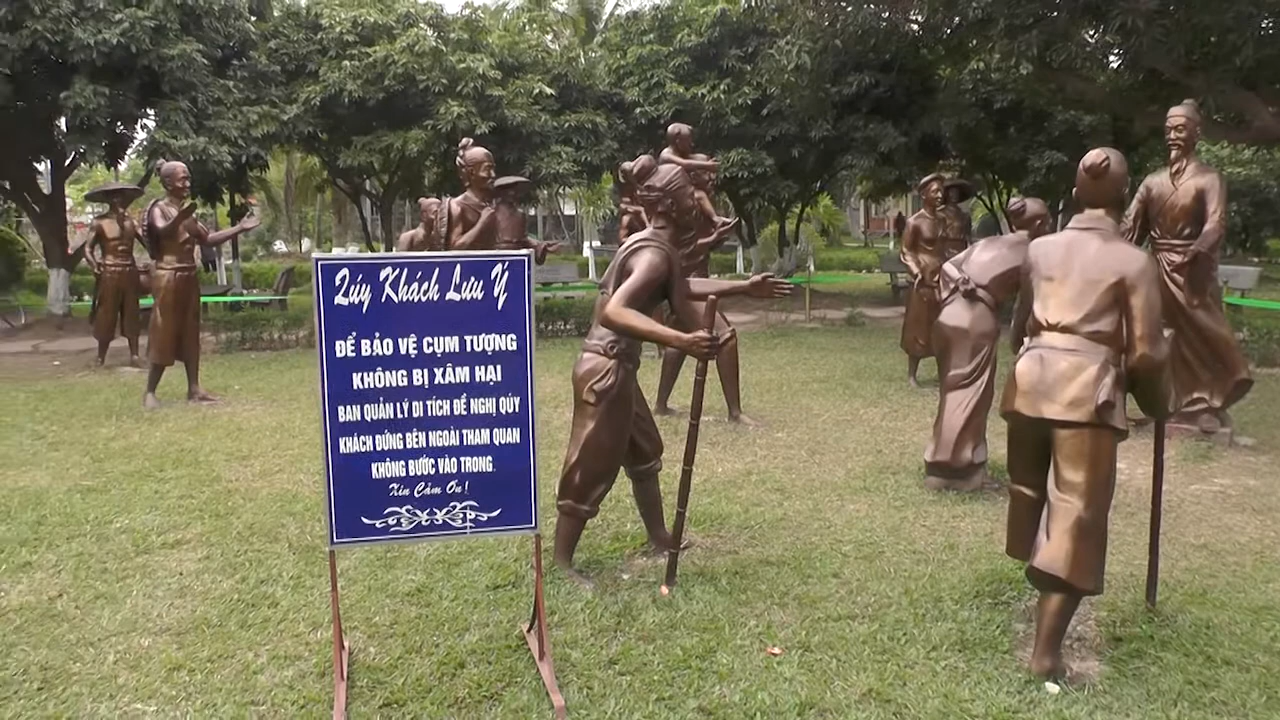 Qúy Khách Lưu Ý
ĐỂ BẢO VỆ CỤM TƯỢNG
KHÔNG BỊ XÂM HẠI
BAN QUẢN LÝ DI TÍCH ĐỀ NGHỊ QÚY
KHÁCH ĐỨNG BÊN NGOÀI THAM QUAN
KHÔNG BƯỚC VÀO TRONG.
Xin Cảm Ơn!